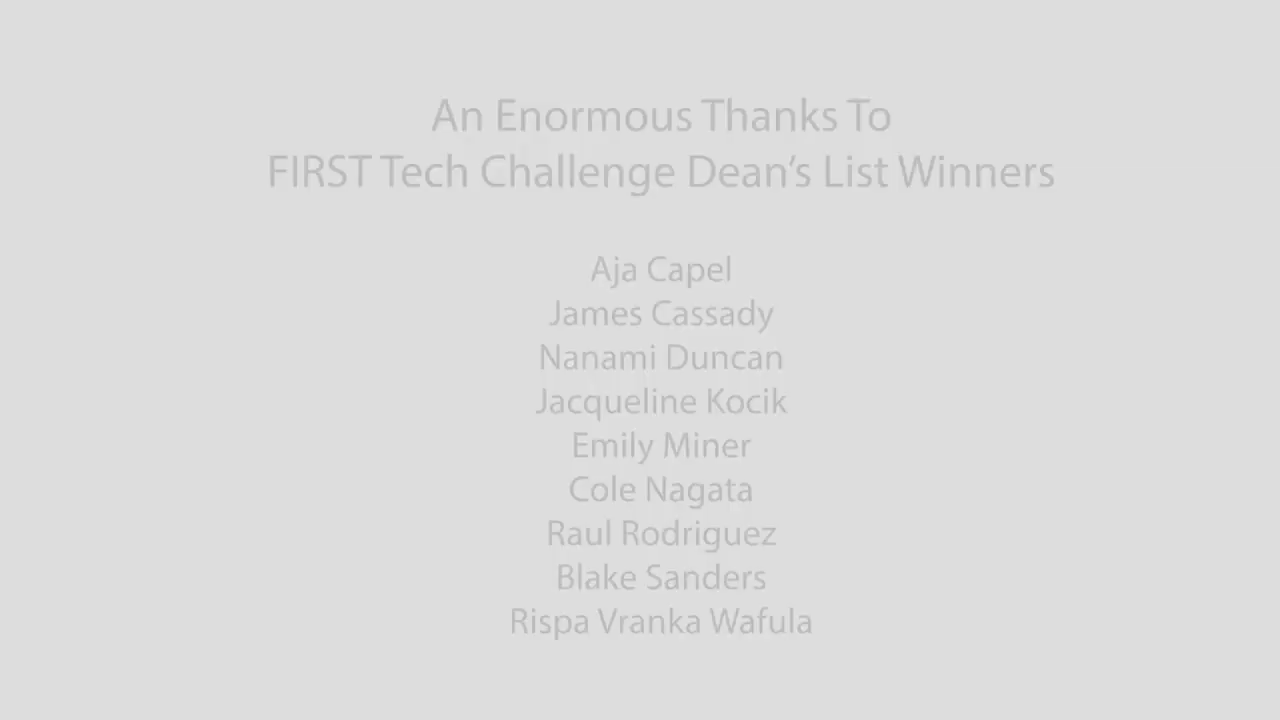 An Enormous Thanks To
FIRST Tech Challenge Dean’s List Winners
Aja Capel
James Cassady
Nanami Duncan
Jacqueline Kocik
Emily Miner
Cole Nagata
Raul Rodriguez
Blake Sanders
Rispa Vranka Wafula